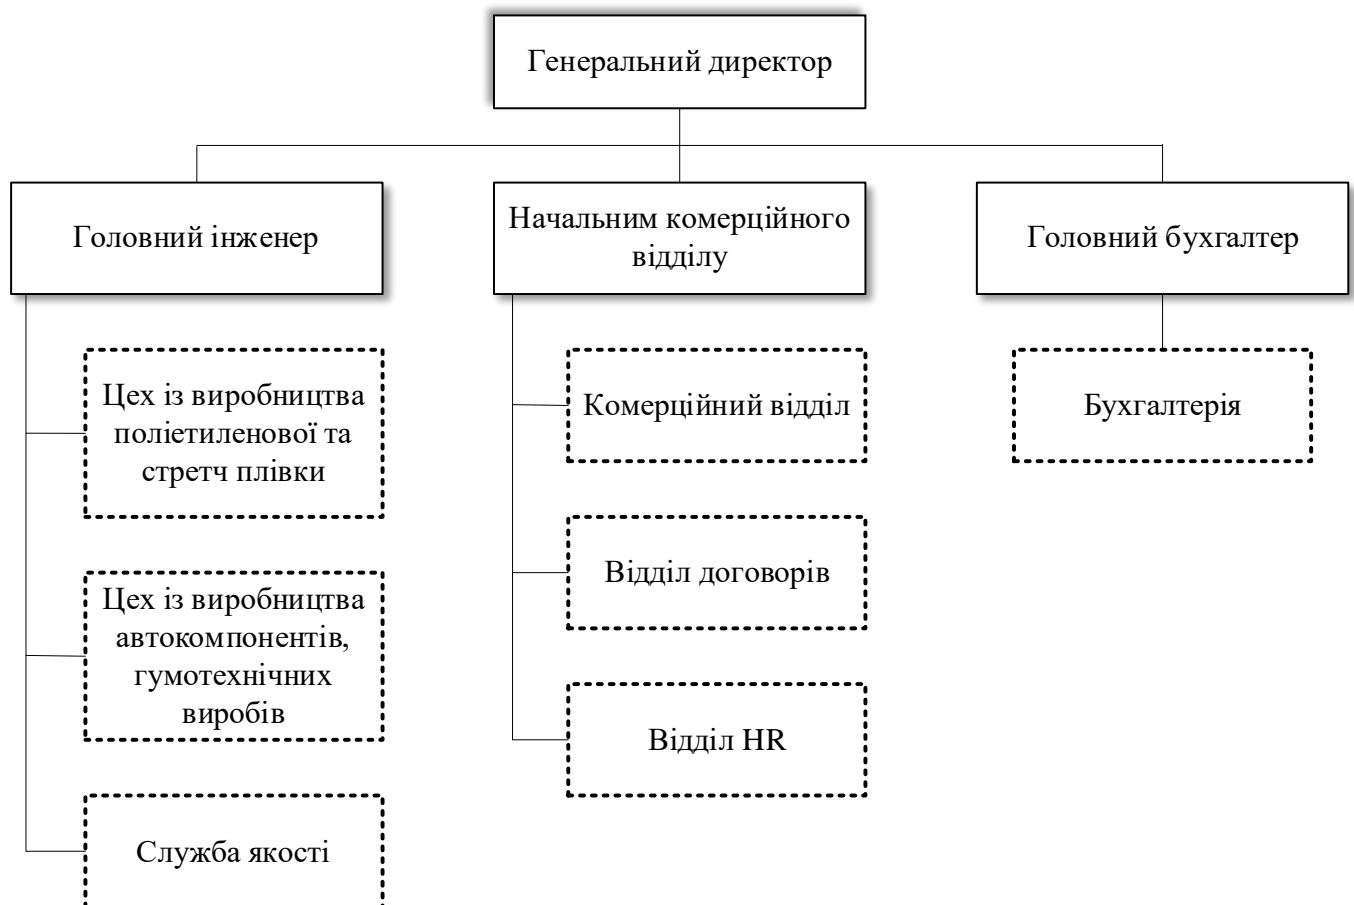 Генеральний директор
Головний інженер
Начальним комерційного
відділу
Головний бухгалтер
Цех із виробництва
поліетиленової та
стретч плівки
Комерційний відділ
Бухгалтерія
Відділ договорів
Цех із виробництва
автокомпонентів,
гумотехнічних
виробів
Відділ HR
Служба якості